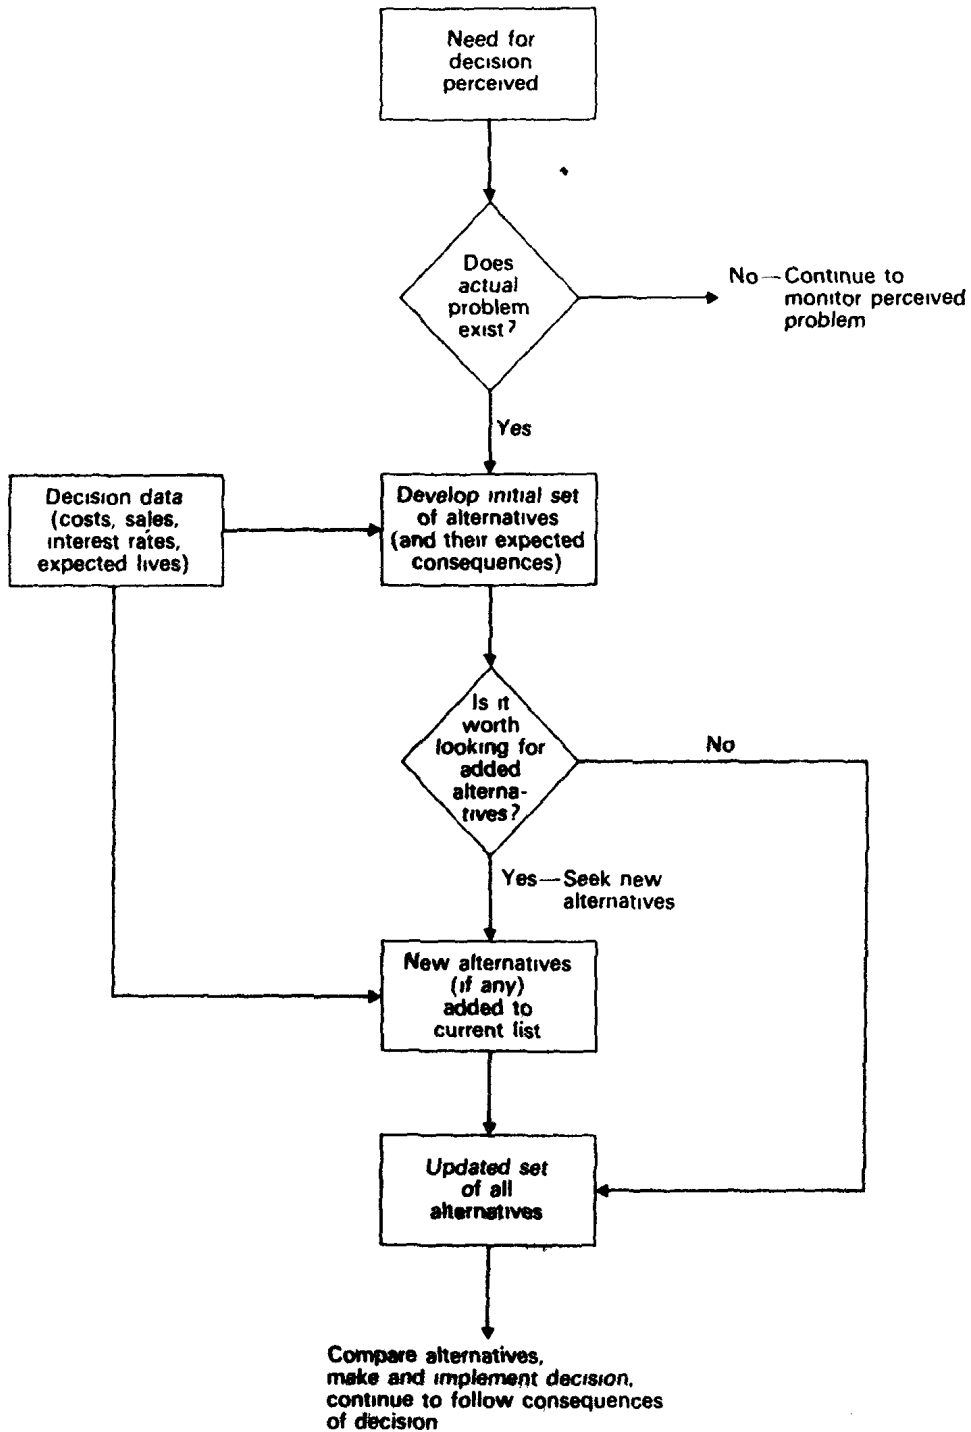 Need for
decision
perceived
Does
actual
problem
exist?
No—Continue to
monitor perceived
problem
Yes
Decision data
(costs, sales,
interest rates,
expected lives)
Develop initial set
of alternatives
(and their expected
consequences)
Is it
worth
looking for
added
alterna-
tives?
No
Yes—Seek new
alternatives
New alternatives
(if any)
added to
current list
Updated set
of all
alternatives
Compare alternatives,
make and implement decision,
continue to follow consequences
of decision